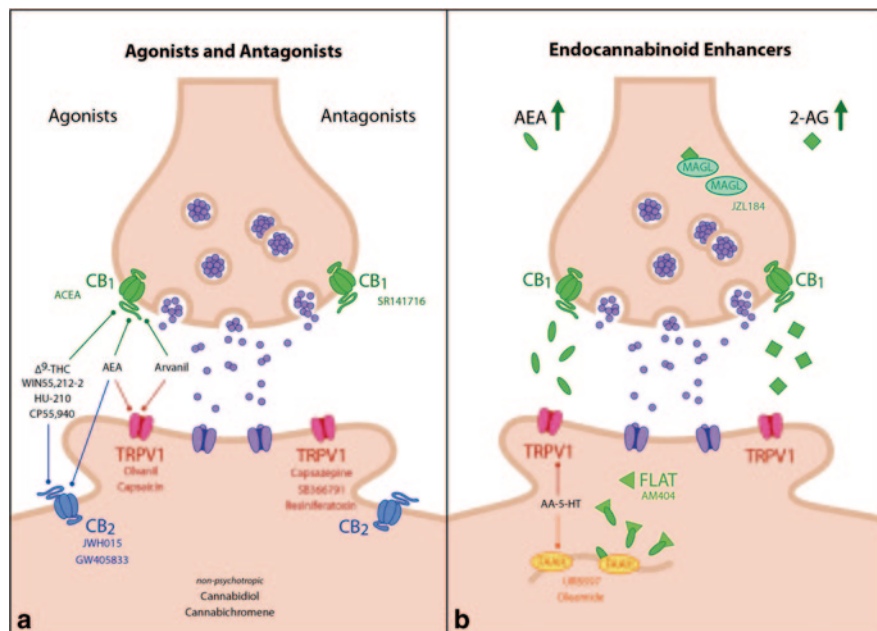 Agonists and Antagonists
Agonists
Antagonists
CB1
ACEA
CB1
SR141716
Δ9-THC
WIN55,212-2
HU-210
CP55,940
AEA
Arvanil
TRPV1
Olvanil
Capsaicin
TRPV1
Capsazepine
SB366791
Resiniferatoxin
CB2
JWH015
GW405833
CB2
non-psychotropic
Cannabidiol
Cannabichromene
a
Endocannabinoid Enhancers
AEA
2-AG
MAGL
MAGL
JZL184
CB1
CB1
TRPV1
TRPV1
FLAT
AM404
AA-5-HT
Oleamide
b